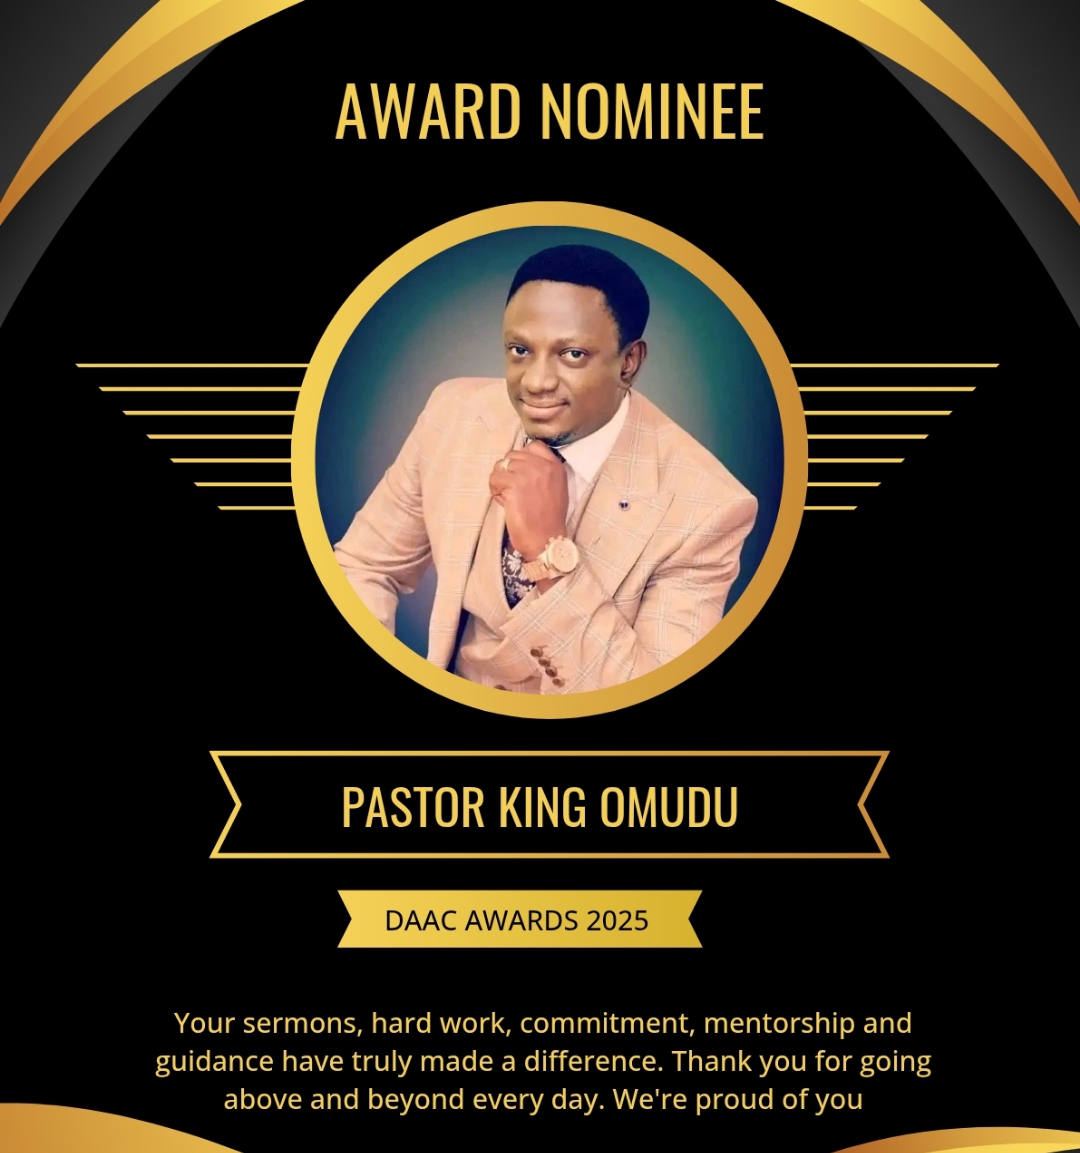 AWARD NOMINEE
PASTOR KING OMUDU
DAAC AWARDS 2025
Your sermons, hard work, commitment, mentorship and
guidance have truly made a difference. Thank you for going
above and beyond every day. We're proud of you